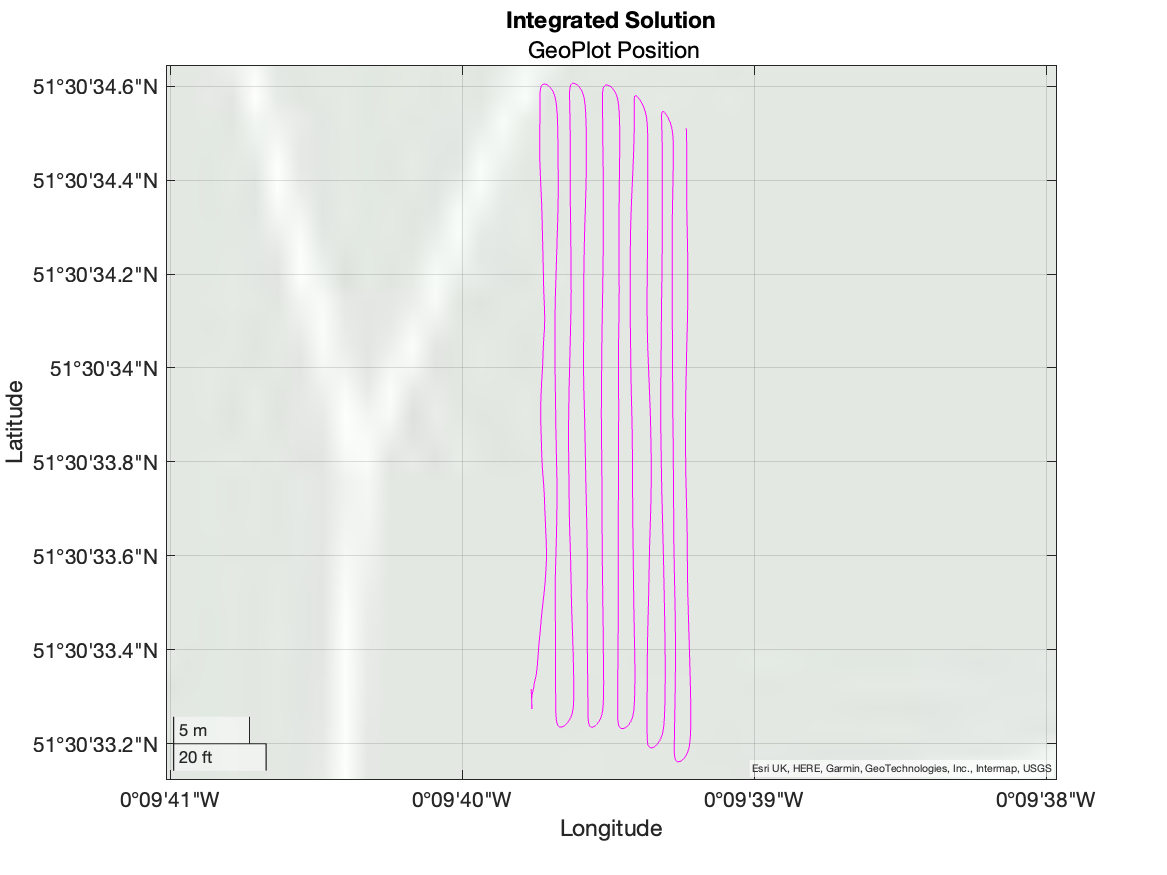 Integrated Solution
GeoPlot Position
51°30'34.6"N
51°30'34.4"N
51°30'34.2"N
51°30'34"N
51°30'33.8"N
51°30'33.6"N
51°30'33.4"N
51°30'33.2"N
Latitude
5 m
20 ft
Esri UK, HERE, Garmin, GeoTechnologies, Inc., Intermap, USGS
0°09'41"W
0°09'40"W
0°09'39"W
0°09'38"W
Longitude